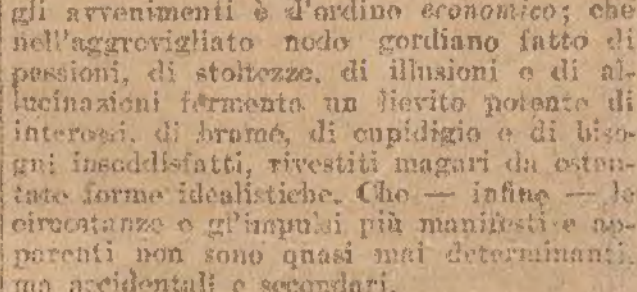 gli avvenimenti è d'ordine economico; che
nell'aggrovigliato nodo gordiano fatto di
passioni, di stoltezze, di illusioni e di al-
lucinazioni fermenta un lievito potente di
interessi, di brame, di cupidigie e di biso-
gni insoddisfatti, rivestiti magari da osten-
tate forme idealistiche. Che — infine — le
circostanze e gl'impulsi più manifesti e ap-
parenti non sono quasi mai determinanti,
ma accidentali e secondari.